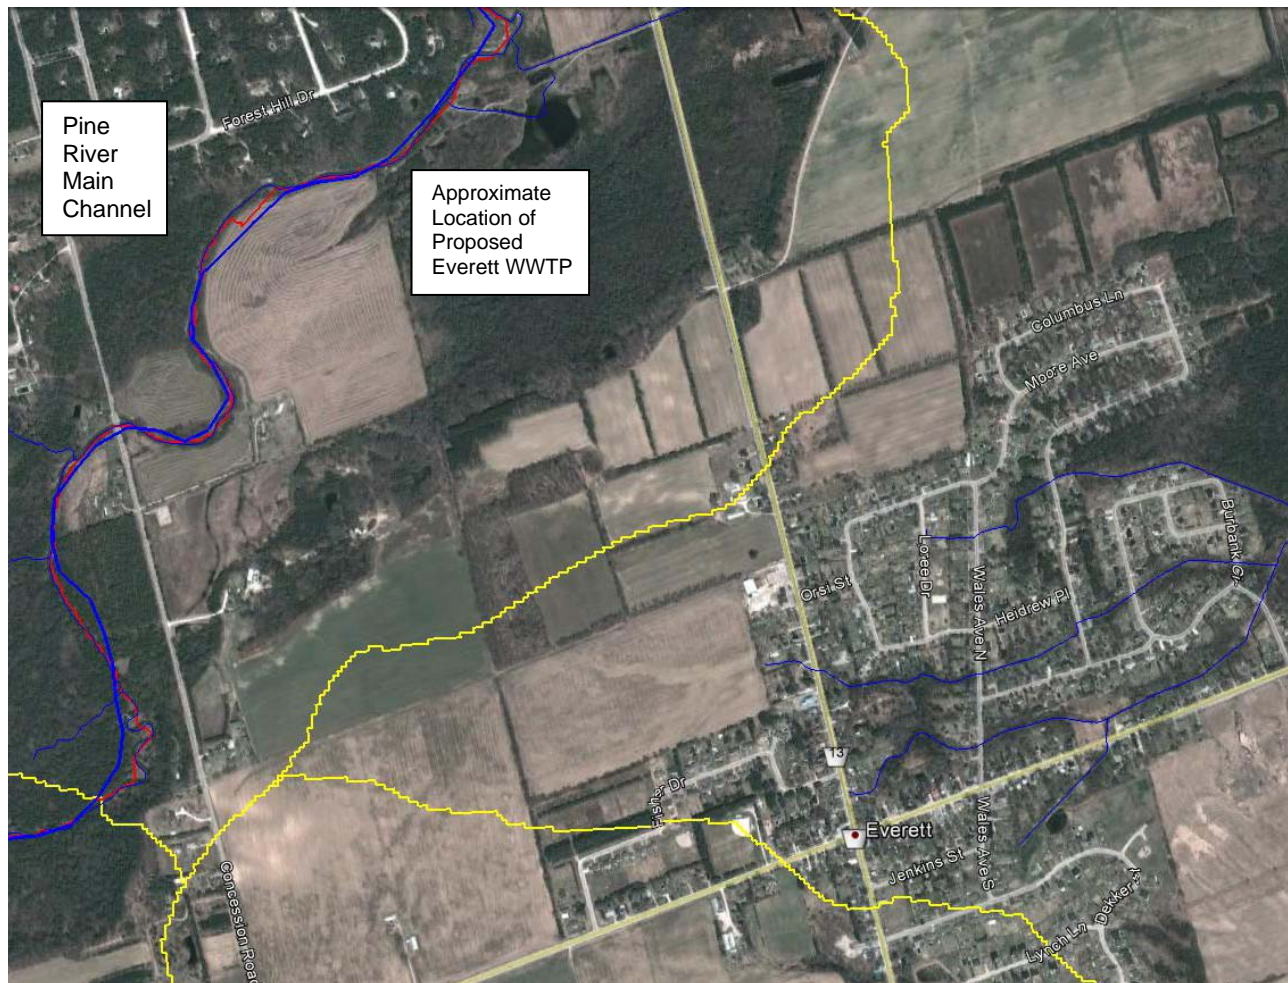 Forest Hill Dr
Pine
River
Main
Channel
Approximate
Location of
Proposed
Everett WWTP
Columbus Ln
Moore Ave
Burbank Cir
Orsi St
Loree Dr
Wales Ave N
Heidrew Pl
13
Fisher Dr
Everett
Wales Ave S
Jenkins St
Concession Road
Lynch Ln
Dekker